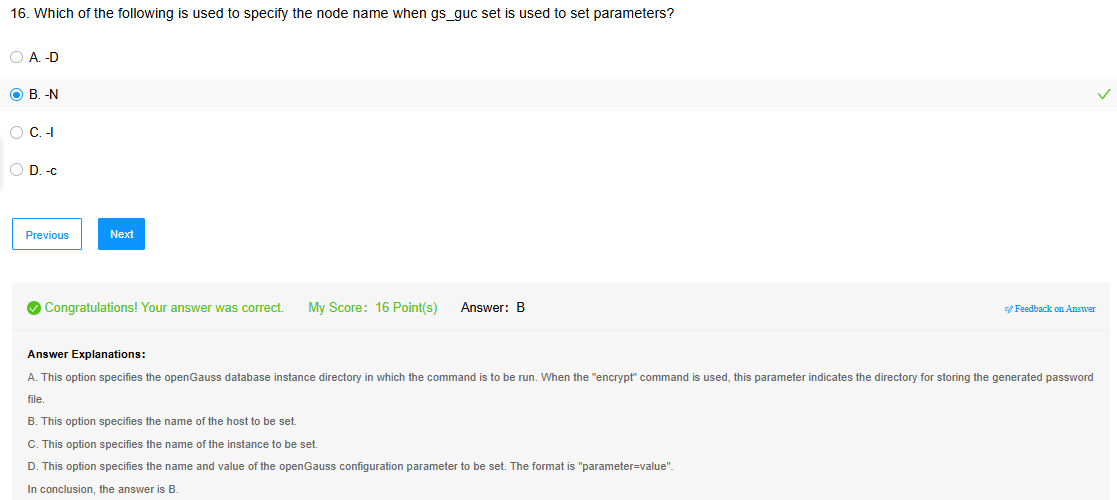 16. Which of the following is used to specify the node name when gs_guc set is used to set parameters?
A. -D
B. -N
C. -I
D. -c
Previous Next
Congratulations! Your answer was correct. My Score: 16 Point(s) Answer: B Feedback on Answer
Answer Explanations:
A. This option specifies the openGauss database instance directory in which the command is to be run. When the "encrypt" command is used, this parameter indicates the directory for storing the generated password
file.
B. This option specifies the name of the host to be set.
C. This option specifies the name of the instance to be set.
D. This option specifies the name and value of the openGauss configuration parameter to be set. The format is "parameter=value".
In conclusion, the answer is B.